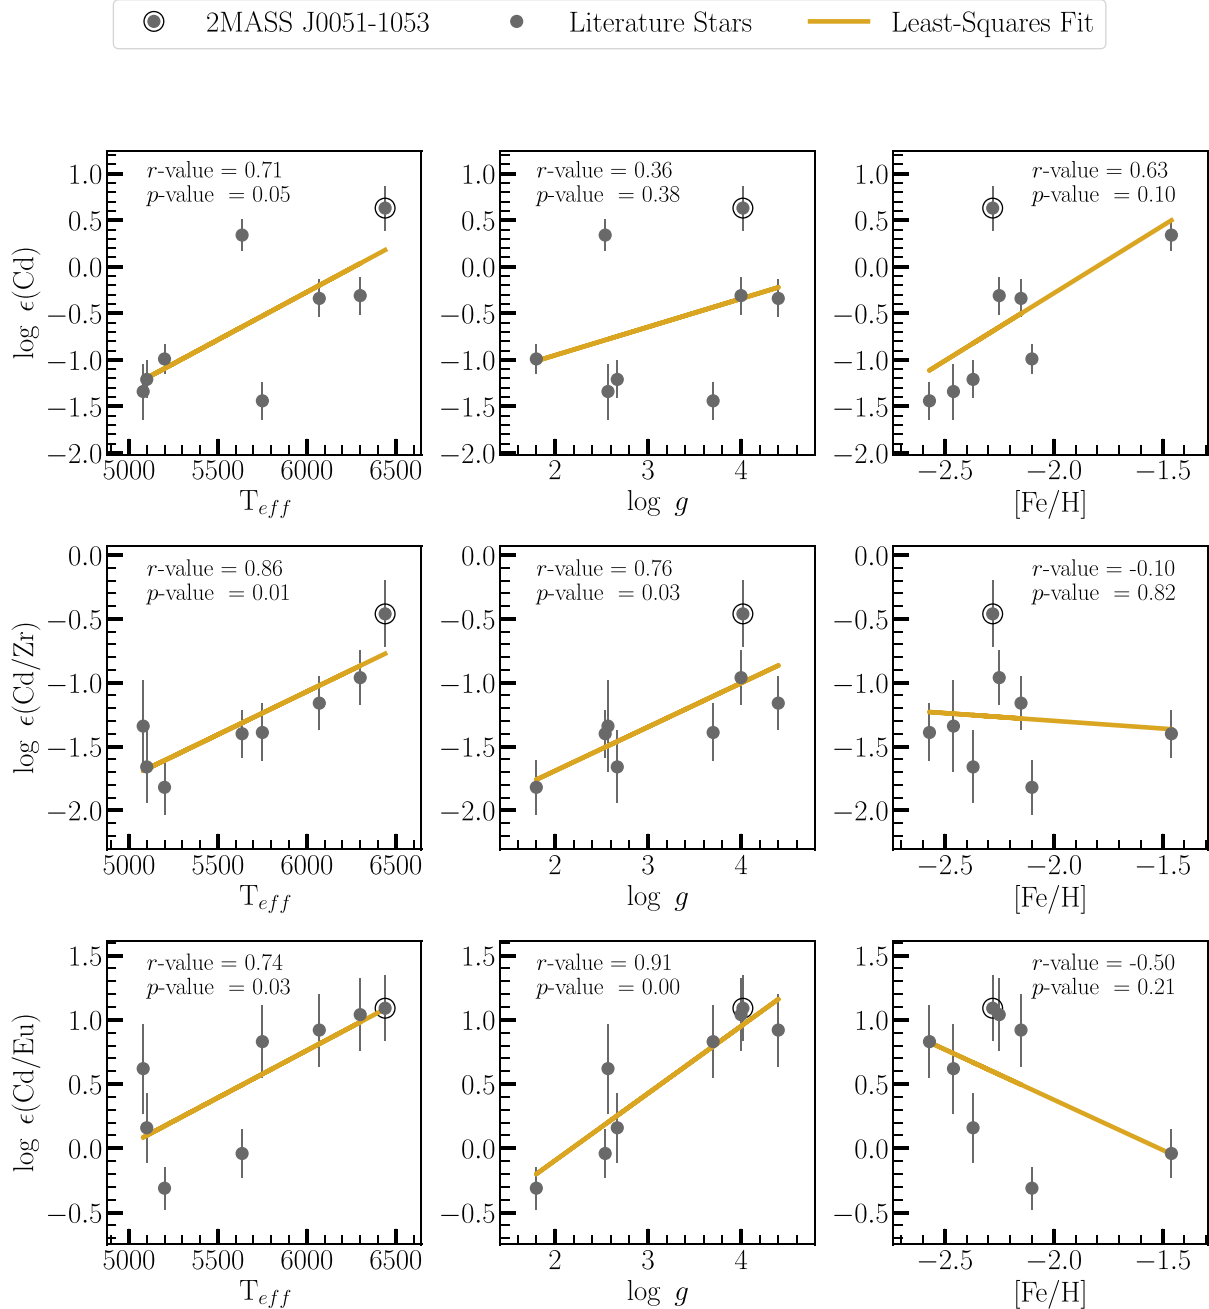 2MASS J0051-1053 Literature Stars Least-Squares Fit
r-value = 0.71
p-value = 0.05
1.0
0.5
0.0
−0.5
−1.0
−1.5
−2.0
log ϵ(Cd)
5000 5500 6000 6500
T_eff
r-value = 0.36
p-value = 0.38
2 3 4
log g
r-value = 0.63
p-value = 0.10
−2.5 −2.0 −1.5
[Fe/H]
r-value = 0.86
p-value = 0.01
0.0
−0.5
−1.0
−1.5
−2.0
log ϵ(Cd/Zr)
5000 5500 6000 6500
T_eff
r-value = 0.76
p-value = 0.03
2 3 4
log g
r-value = -0.10
p-value = 0.82
−2.5 −2.0 −1.5
[Fe/H]
r-value = 0.74
p-value = 0.03
1.5
1.0
0.5
0.0
−0.5
log ϵ(Cd/Eu)
5000 5500 6000 6500
T_eff
r-value = 0.91
p-value = 0.00
2 3 4
log g
r-value = -0.50
p-value = 0.21
−2.5 −2.0 −1.5
[Fe/H]